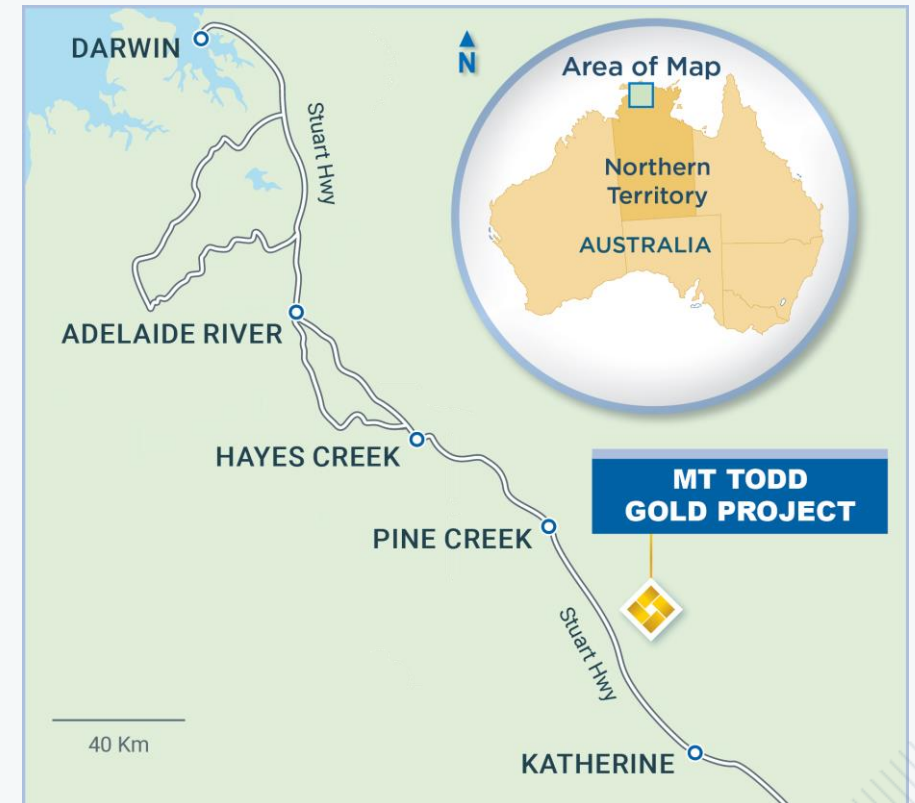 DARWIN
N
Area of Map
Stuart Hwy
Northern
Territory
AUSTRALIA
ADELAIDE RIVER
HAYES CREEK
MT TODD
GOLD PROJECT
PINE CREEK
Stuart Hwy
40 Km
KATHERINE